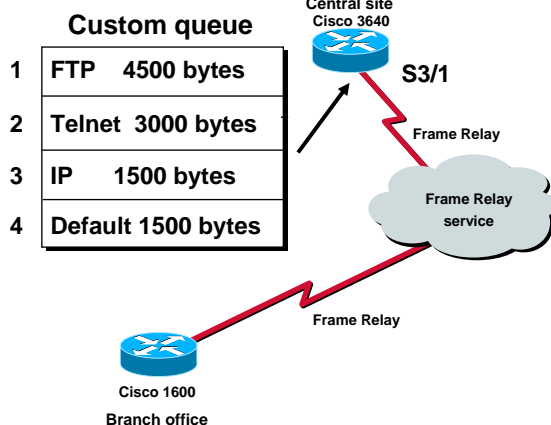 Custom queue
1 FTP 4500 bytes
2 Telnet 3000 bytes
3 IP 1500 bytes
4 Default 1500 bytes
Central site
Cisco 3640
S3/1
Frame Relay
Frame Relay
service
Frame Relay
Cisco 1600
Branch office